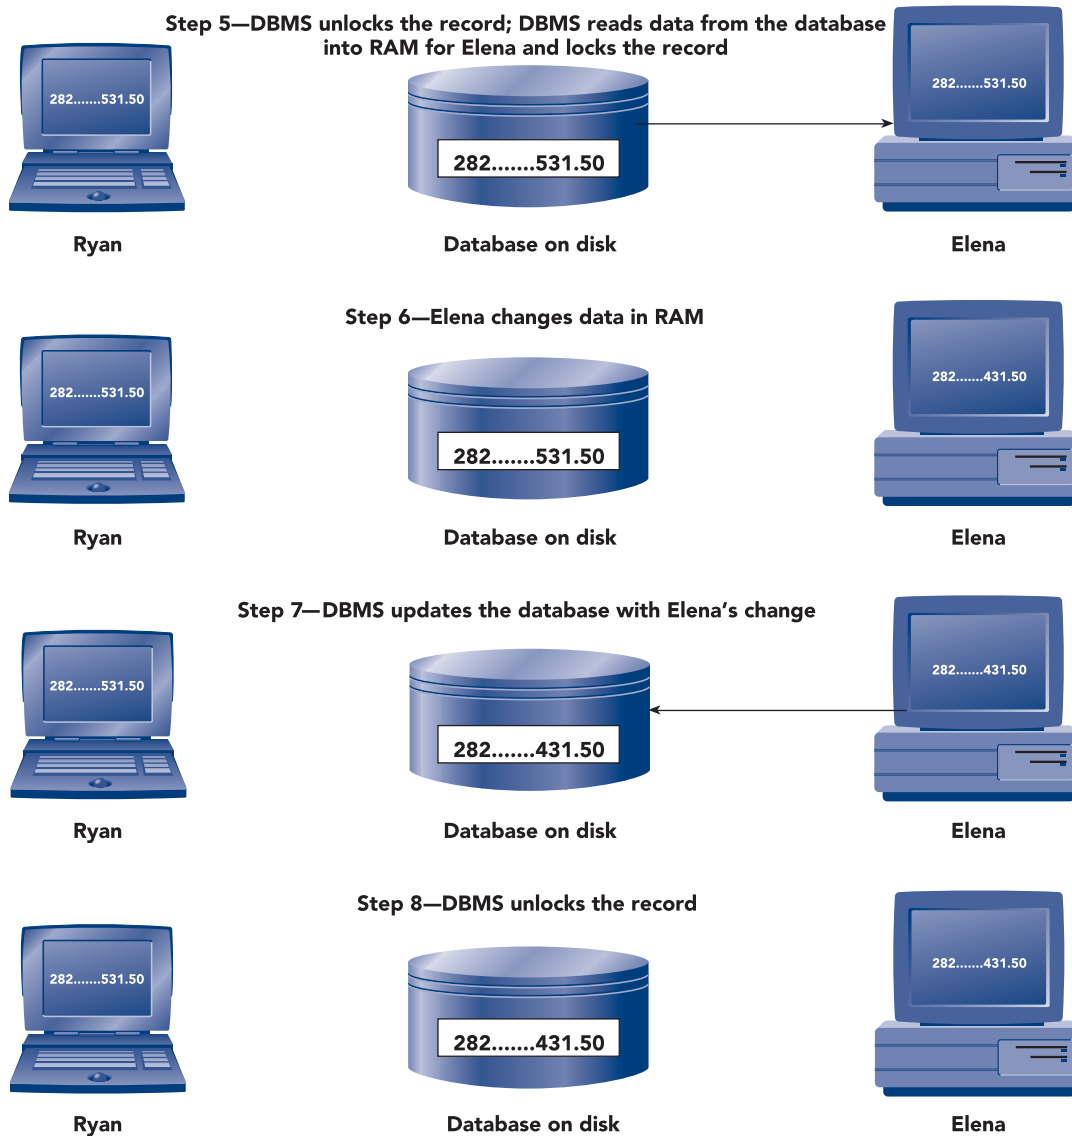 Step 5—DBMS unlocks the record; DBMS reads data from the database
into RAM for Elena and locks the record
282.......531.50
282.......531.50
282.......531.50
Ryan
Database on disk
Elena
Step 6—Elena changes data in RAM
282.......531.50
282.......531.50
282.......431.50
Ryan
Database on disk
Elena
Step 7—DBMS updates the database with Elena’s change
282.......531.50
282.......431.50
282.......431.50
Ryan
Database on disk
Elena
Step 8—DBMS unlocks the record
282.......531.50
282.......431.50
282.......431.50
Ryan
Database on disk
Elena